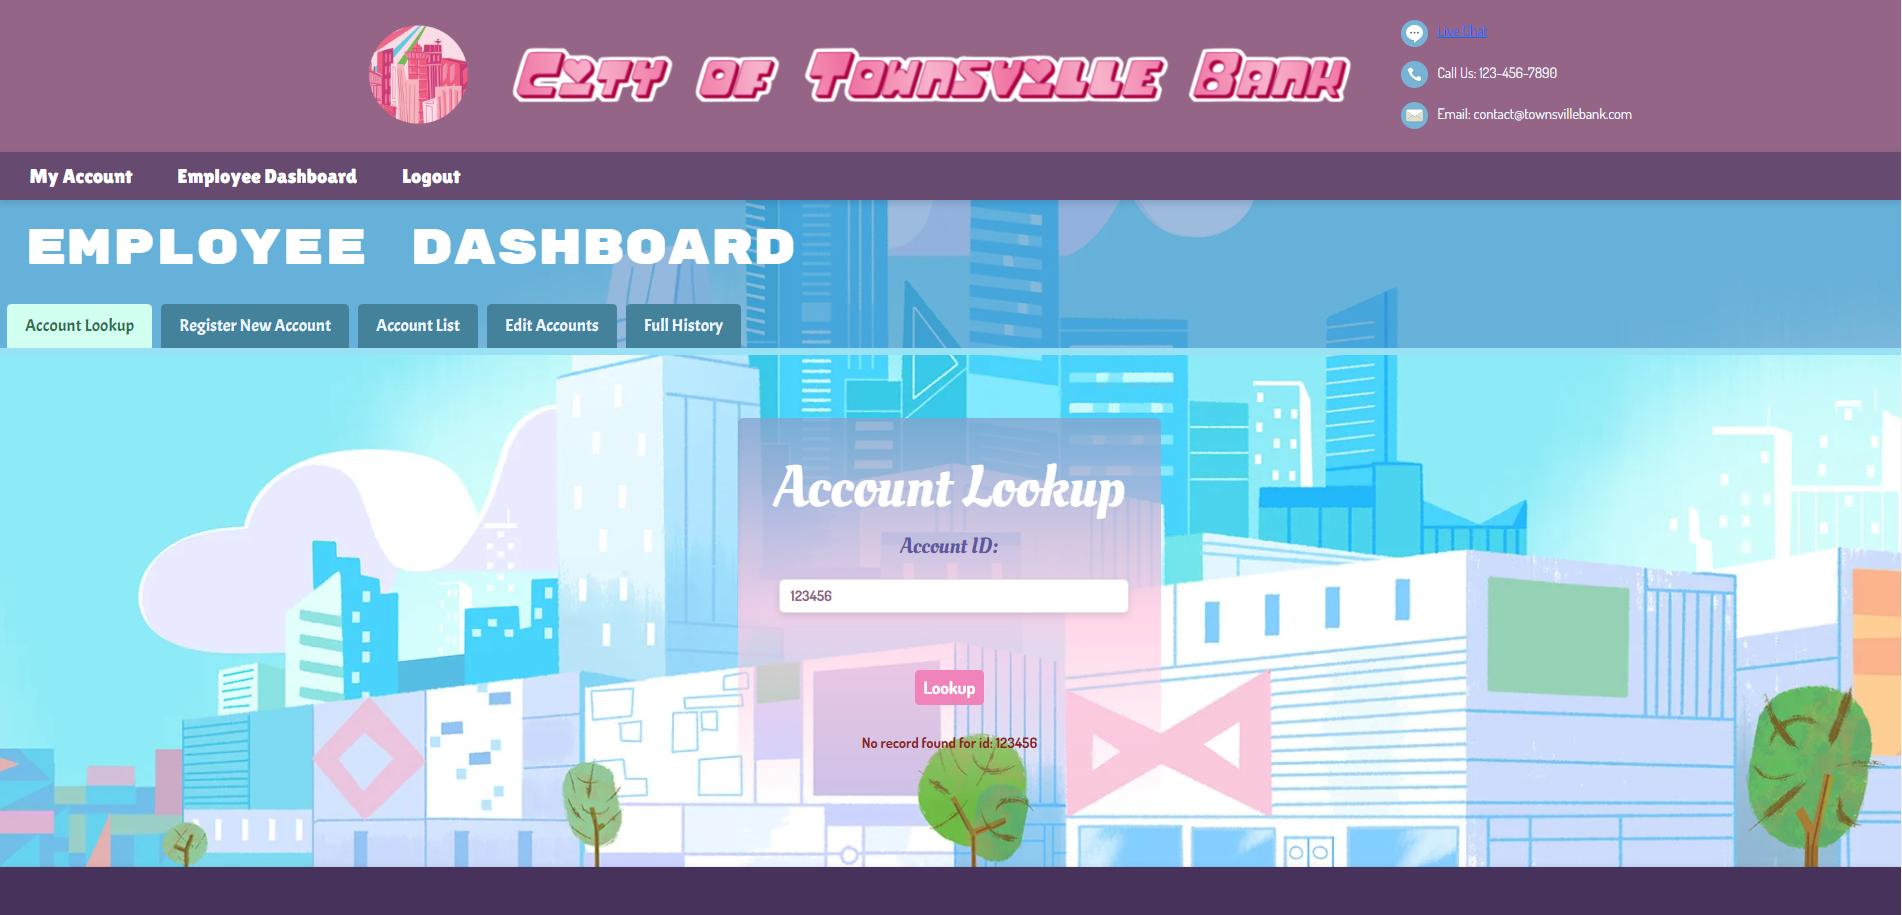 City of Townsville Bank
Live Chat
Call Us: 123-456-7890
Email: contact@townsvillebank.com
My Account
Employee Dashboard
Logout
EMPLOYEE DASHBOARD
Account Lookup
Register New Account
Account List
Edit Accounts
Full History
Account Lookup
Account ID:
123456
Lookup
No record found for id: 123456